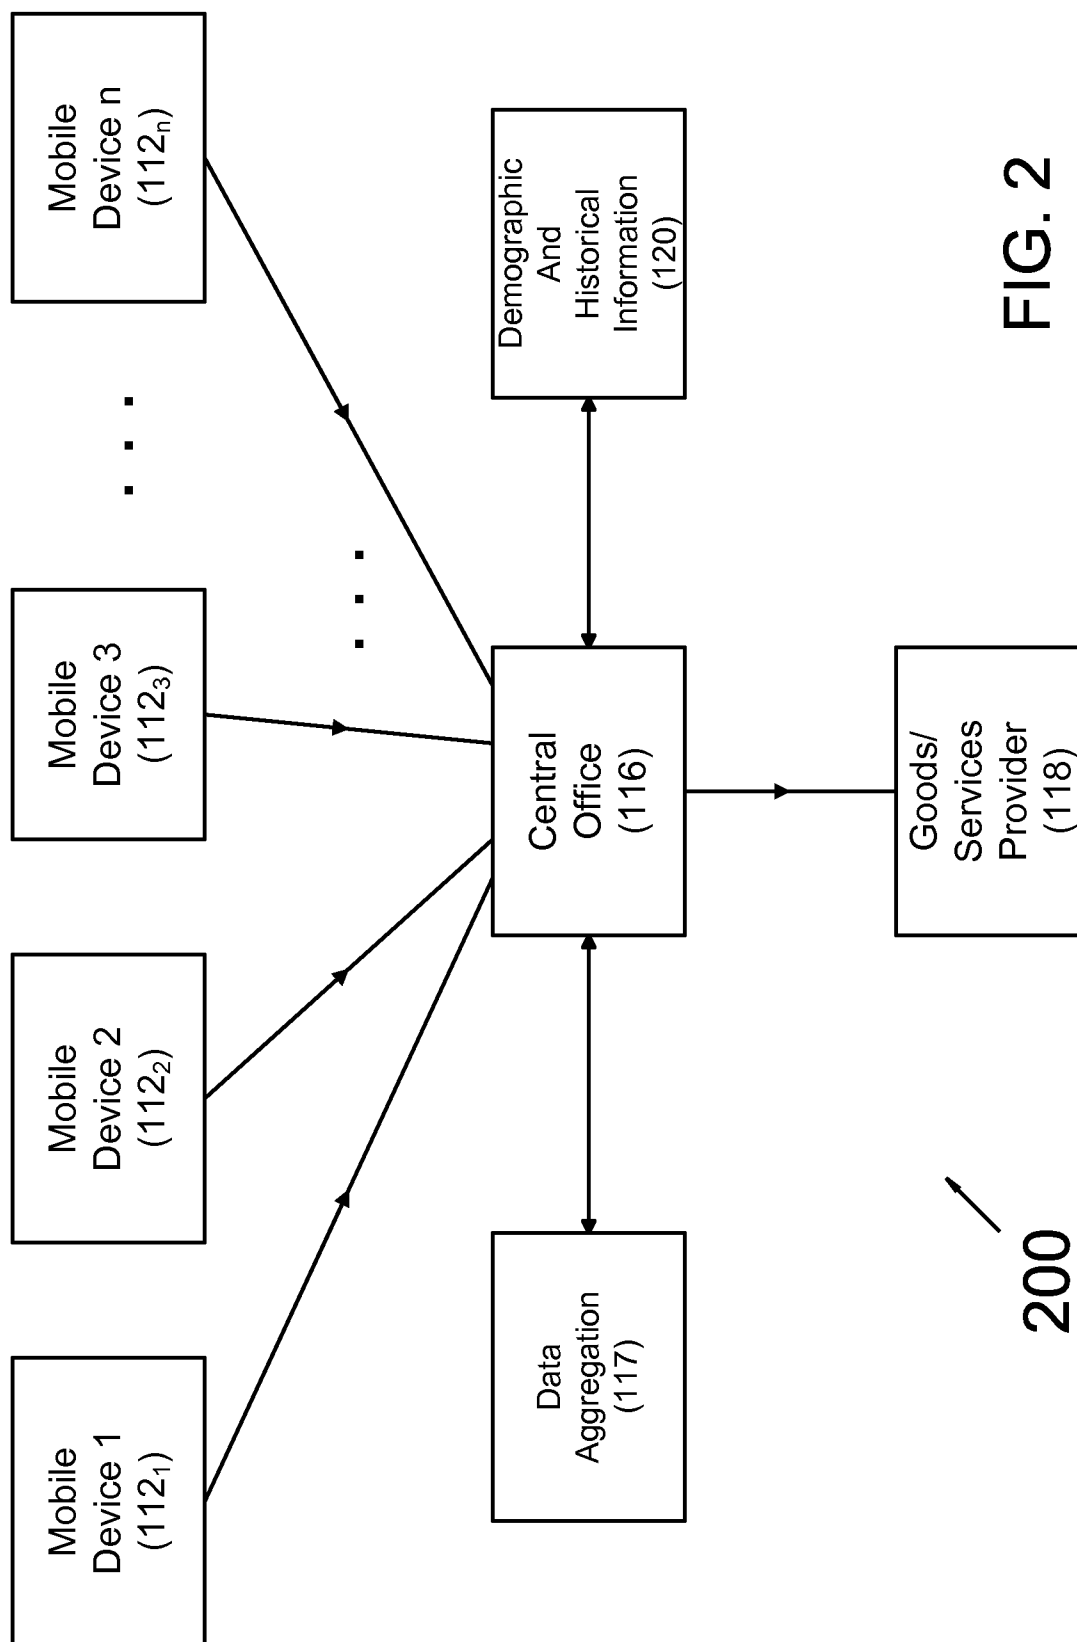 Mobile
Device 1
(112₁)
Mobile
Device 2
(112₂)
Mobile
Device 3
(112₃)
. . .
Mobile
Device n
(112ₙ)
. . .
Data
Aggregation
(117)
Central
Office
(116)
Demographic
And
Historical
Information
(120)
Goods/
Services
Provider
(118)
200
FIG. 2